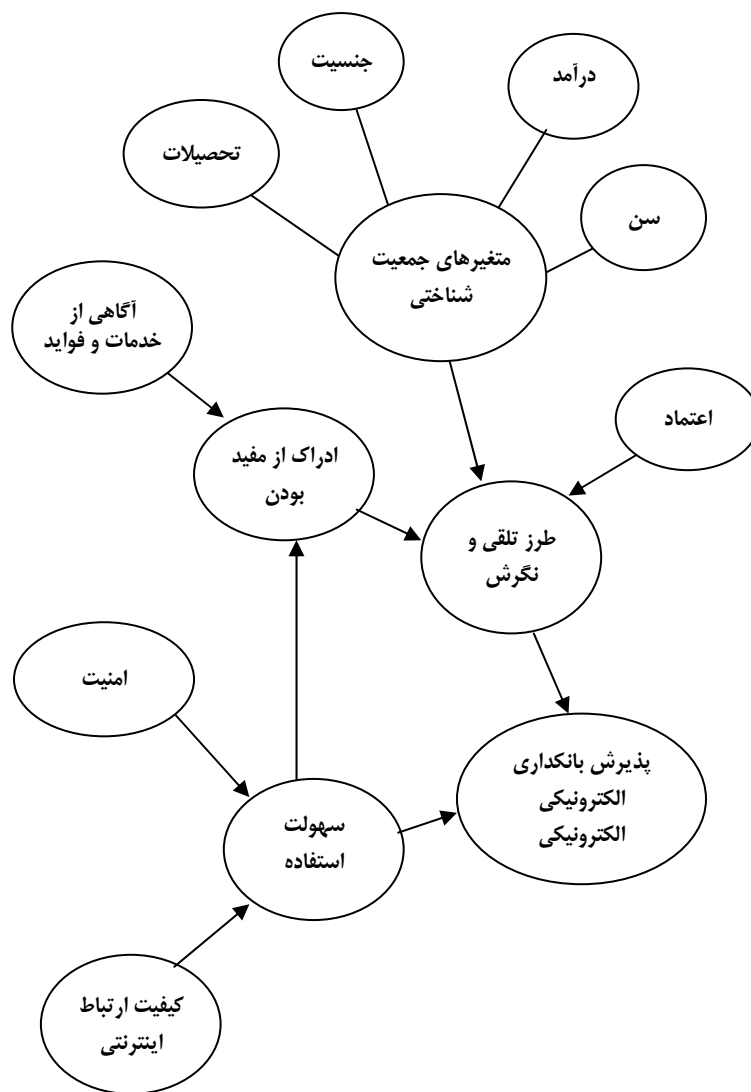 جنسیت
درآمد
تحصیلات
سن
متغیرهای جمعیت
شناختی
آگاهی از
خدمات و فواید
اعتماد
ادراک از مفید
بودن
طرز تلقی و
نگرش
امنیت
پذیرش بانکداری
الکترونیکی
الکترونیکی
سهولت
استفاده
کیفیت ارتباط
اینترنتی